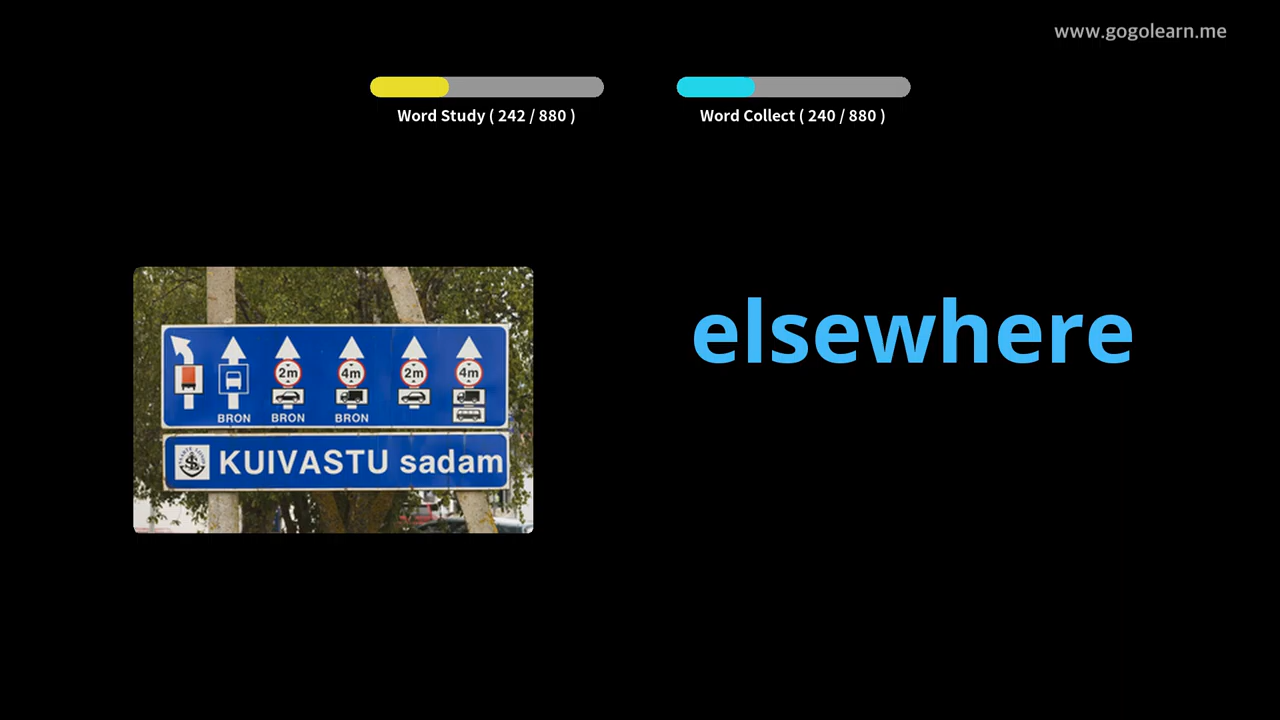 www.gogolearn.me
Word Study ( 242 / 880 )
Word Collect ( 240 / 880 )
elsewhere
2m 4m 2m 4m
BRON BRON BRON
KUIVASTU sadam